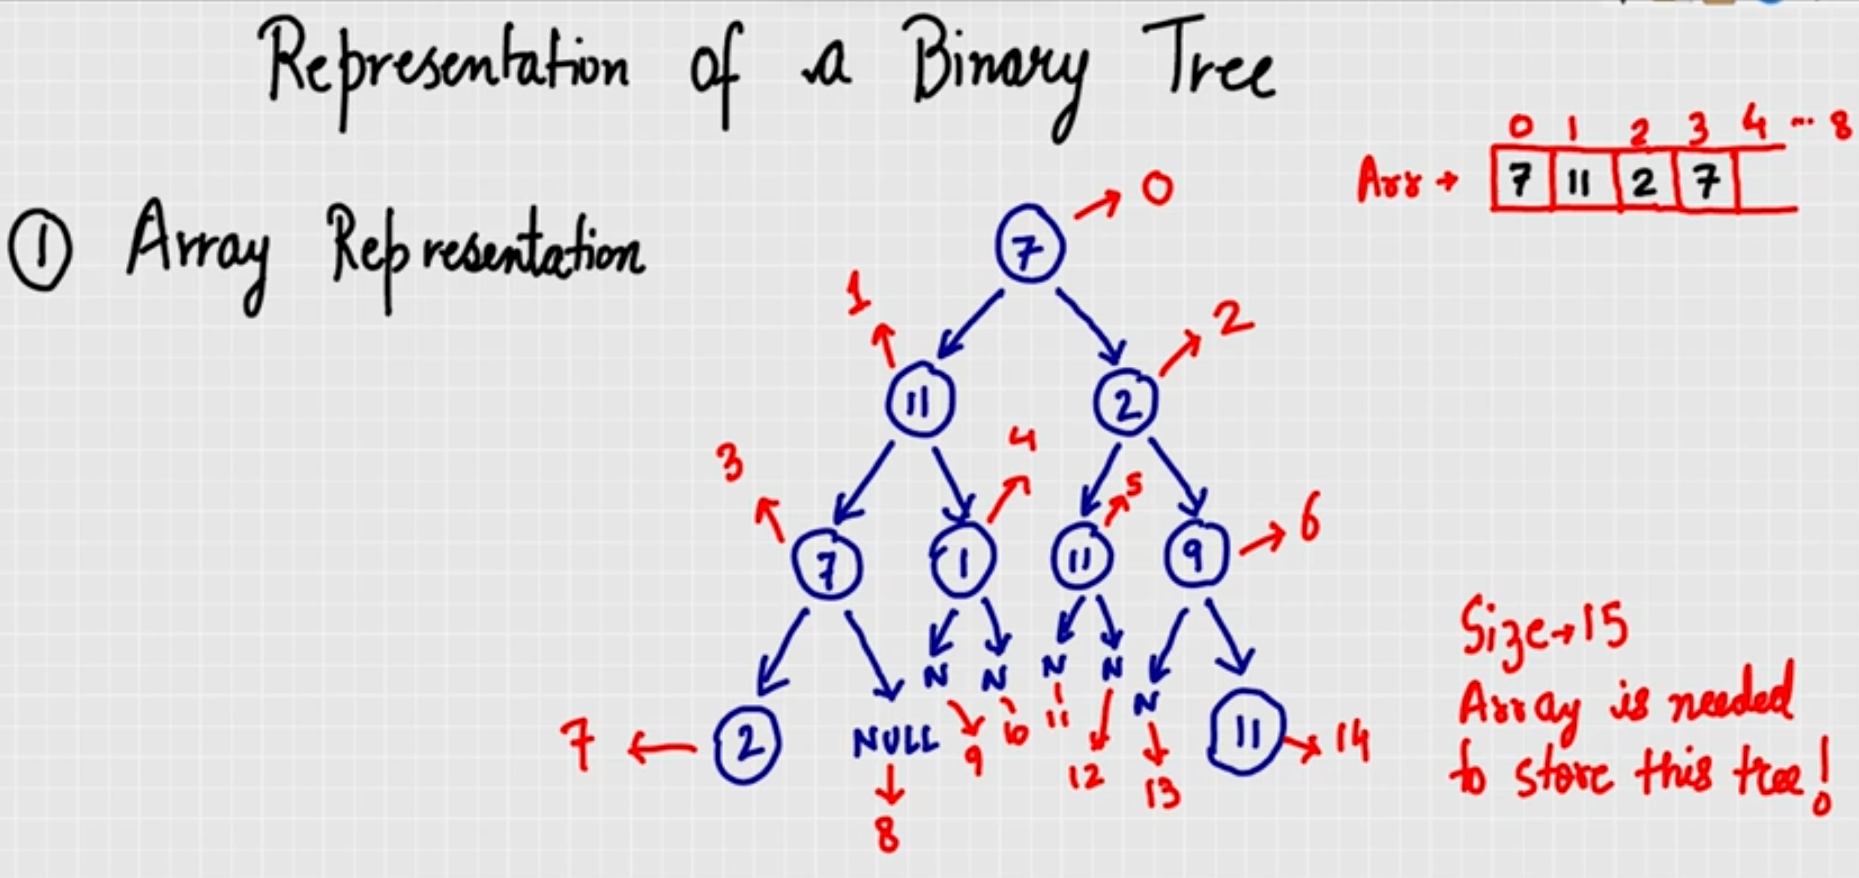 Representation of a Binary Tree
0 1 2 3 4 ... 8
Arr → 7 11 2 7
① Array Representation
→ 0
7
1
→ 2
11
2
3
4
5
→ 6
7
1
11
9
N N N N N
7 ←
2
NULL
11
→ 14
8
9
10
11
12
13
Size → 15
Array is needed
to store this tree!